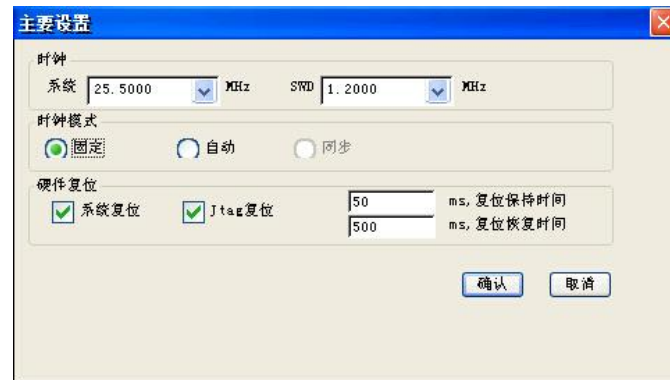 主要设置
时钟
系统 25.5000 MHz SWD 1.2000 MHz
时钟模式
固定 自动 同步
硬件复位
系统复位 Jtag复位 50 ms,复位保持时间
500 ms,复位恢复时间
确认 取消